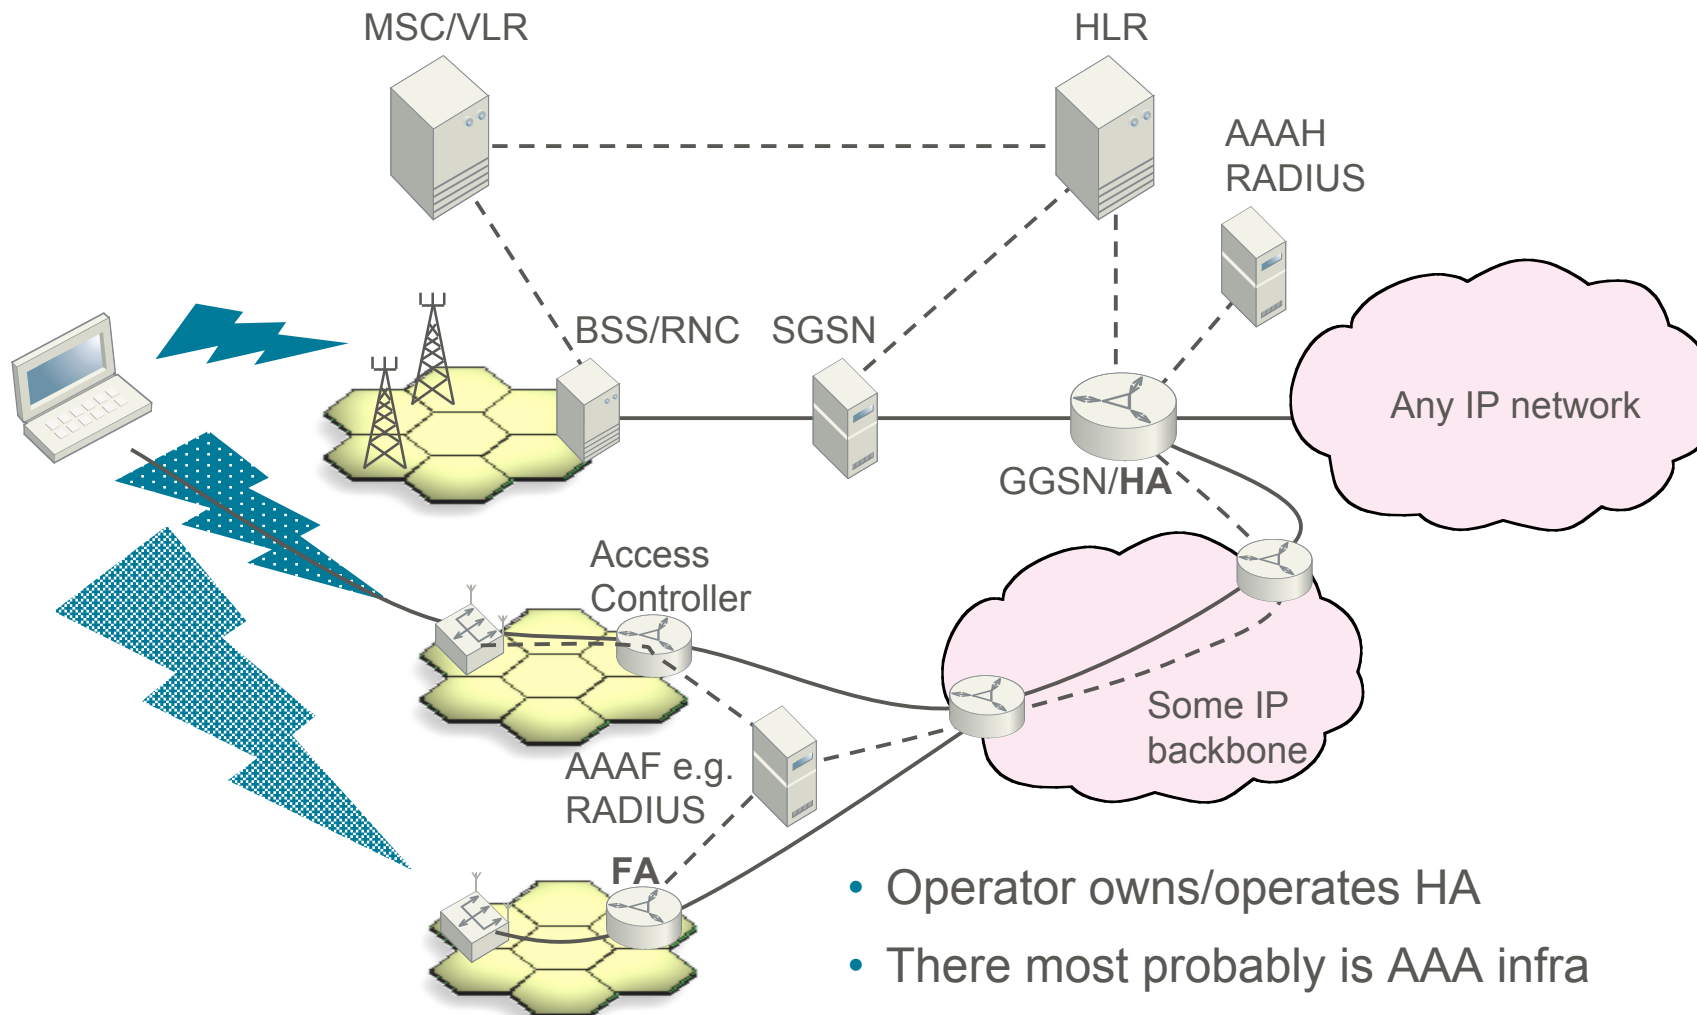 MSC/VLR
HLR
AAAH
RADIUS
BSS/RNC
SGSN
Any IP network
GGSN/HA
Access
Controller
Some IP
backbone
AAAF e.g.
RADIUS
FA
• Operator owns/operates HA
• There most probably is AAA infra